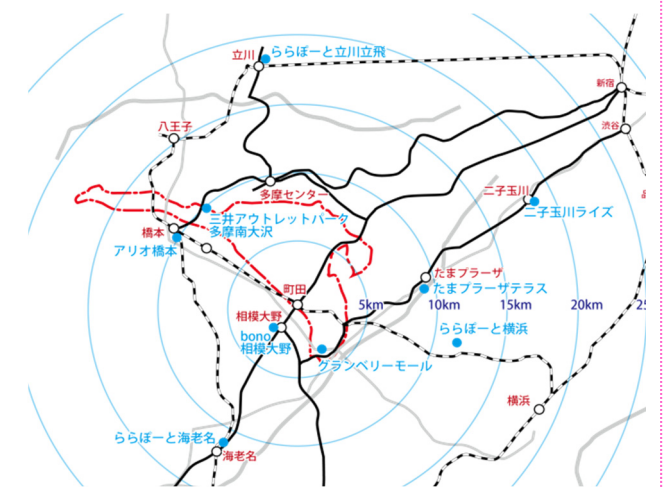 立川
ららぽーと立川立飛
新宿
八王子
渋谷
多摩センター
二子玉川
二子玉川ライズ
三井アウトレットパーク
多摩南大沢
橋本
アリオ橋本
たまプラーザ
たまプラーザテラス
町田
5km
10km
15km
20km
相模大野
bono
相模大野
ららぽーと横浜
グランベリーモール
横浜
ららぽーと海老名
海老名